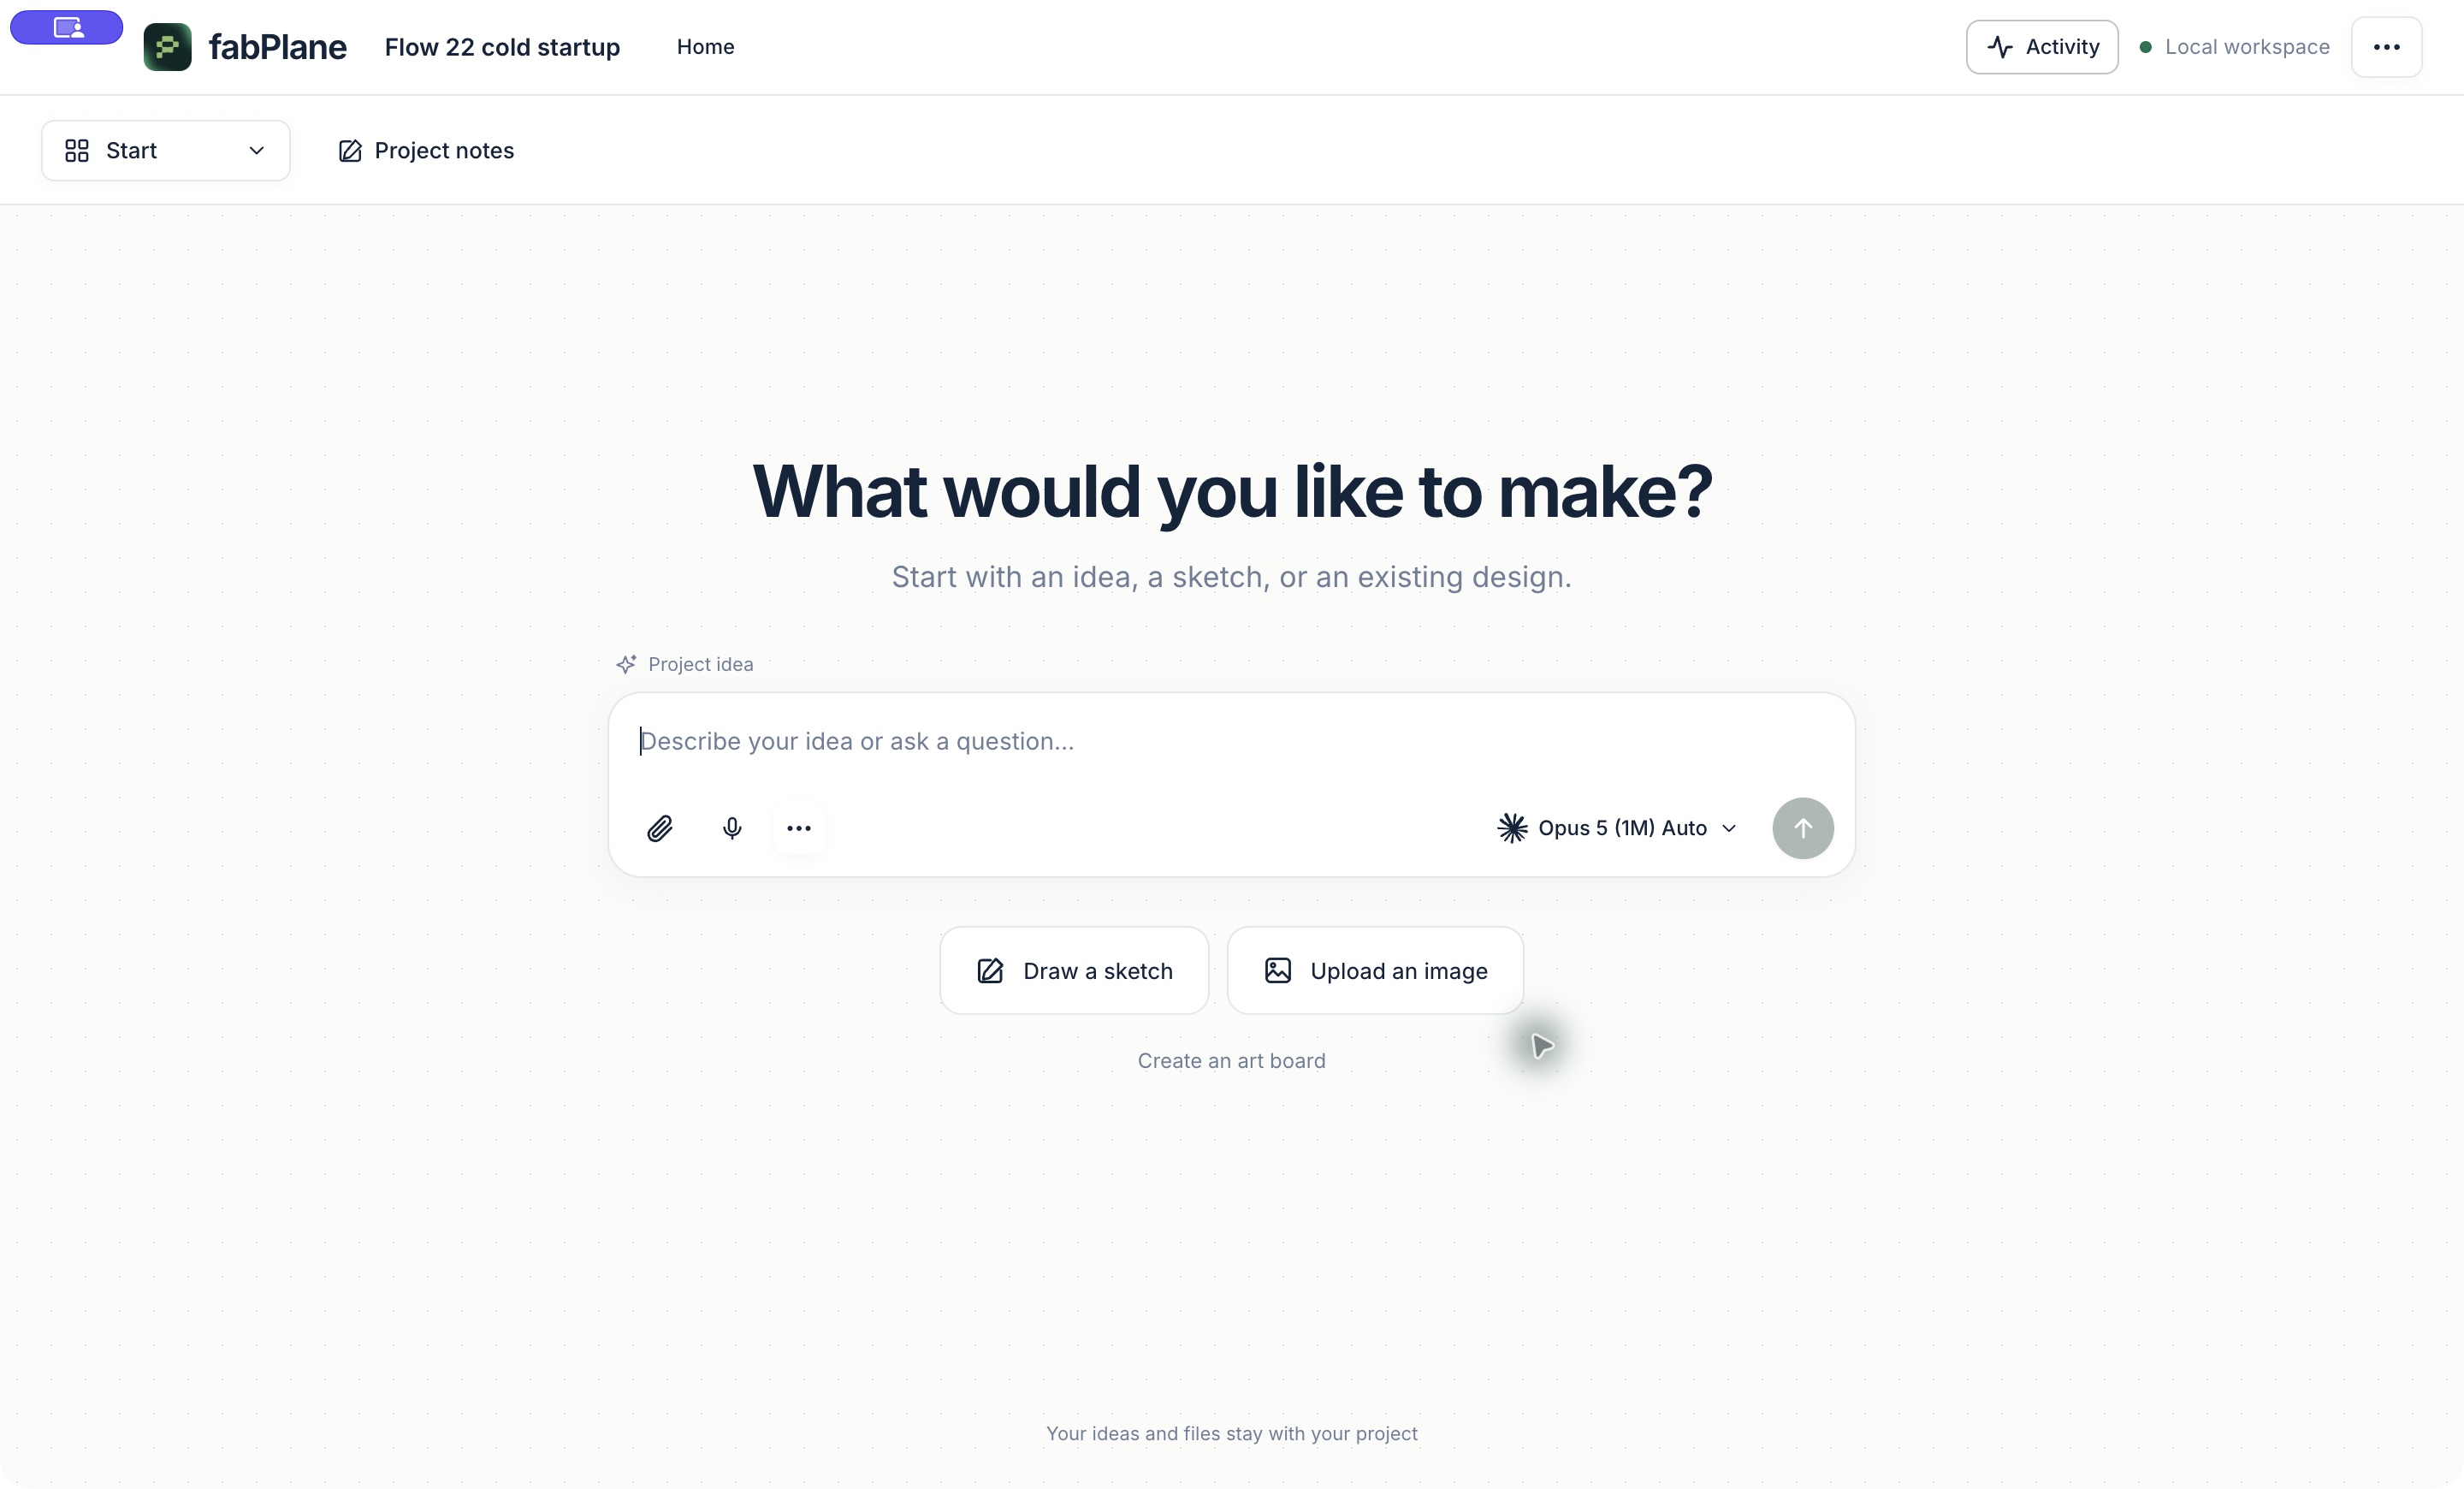 fabPlane
Flow 22 cold startup
Home
Activity
Local workspace
Start
Project notes
What would you like to make?
Start with an idea, a sketch, or an existing design.
Project idea
Describe your idea or ask a question...
Opus 5 (1M) Auto
Draw a sketch
Upload an image
Create an art board
Your ideas and files stay with your project